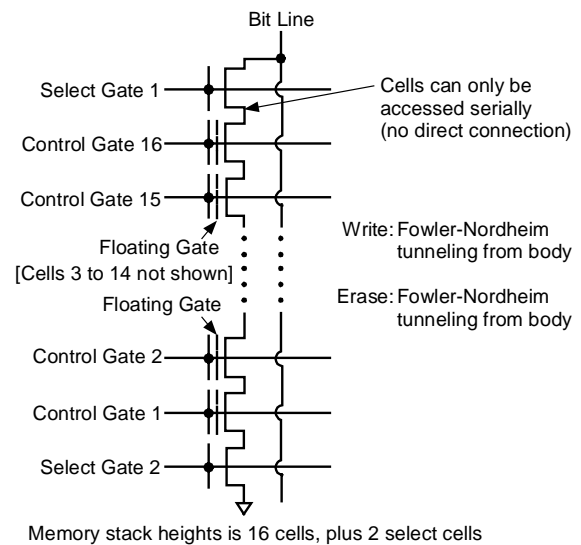 Bit Line
Select Gate 1
Cells can only be
accessed serially
(no direct connection)
Control Gate 16
Control Gate 15
Floating Gate
[Cells 3 to 14 not shown]
Write: Fowler-Nordheim
tunneling from body
Floating Gate
Erase: Fowler-Nordheim
tunneling from body
Control Gate 2
Control Gate 1
Select Gate 2
Memory stack heights is 16 cells, plus 2 select cells